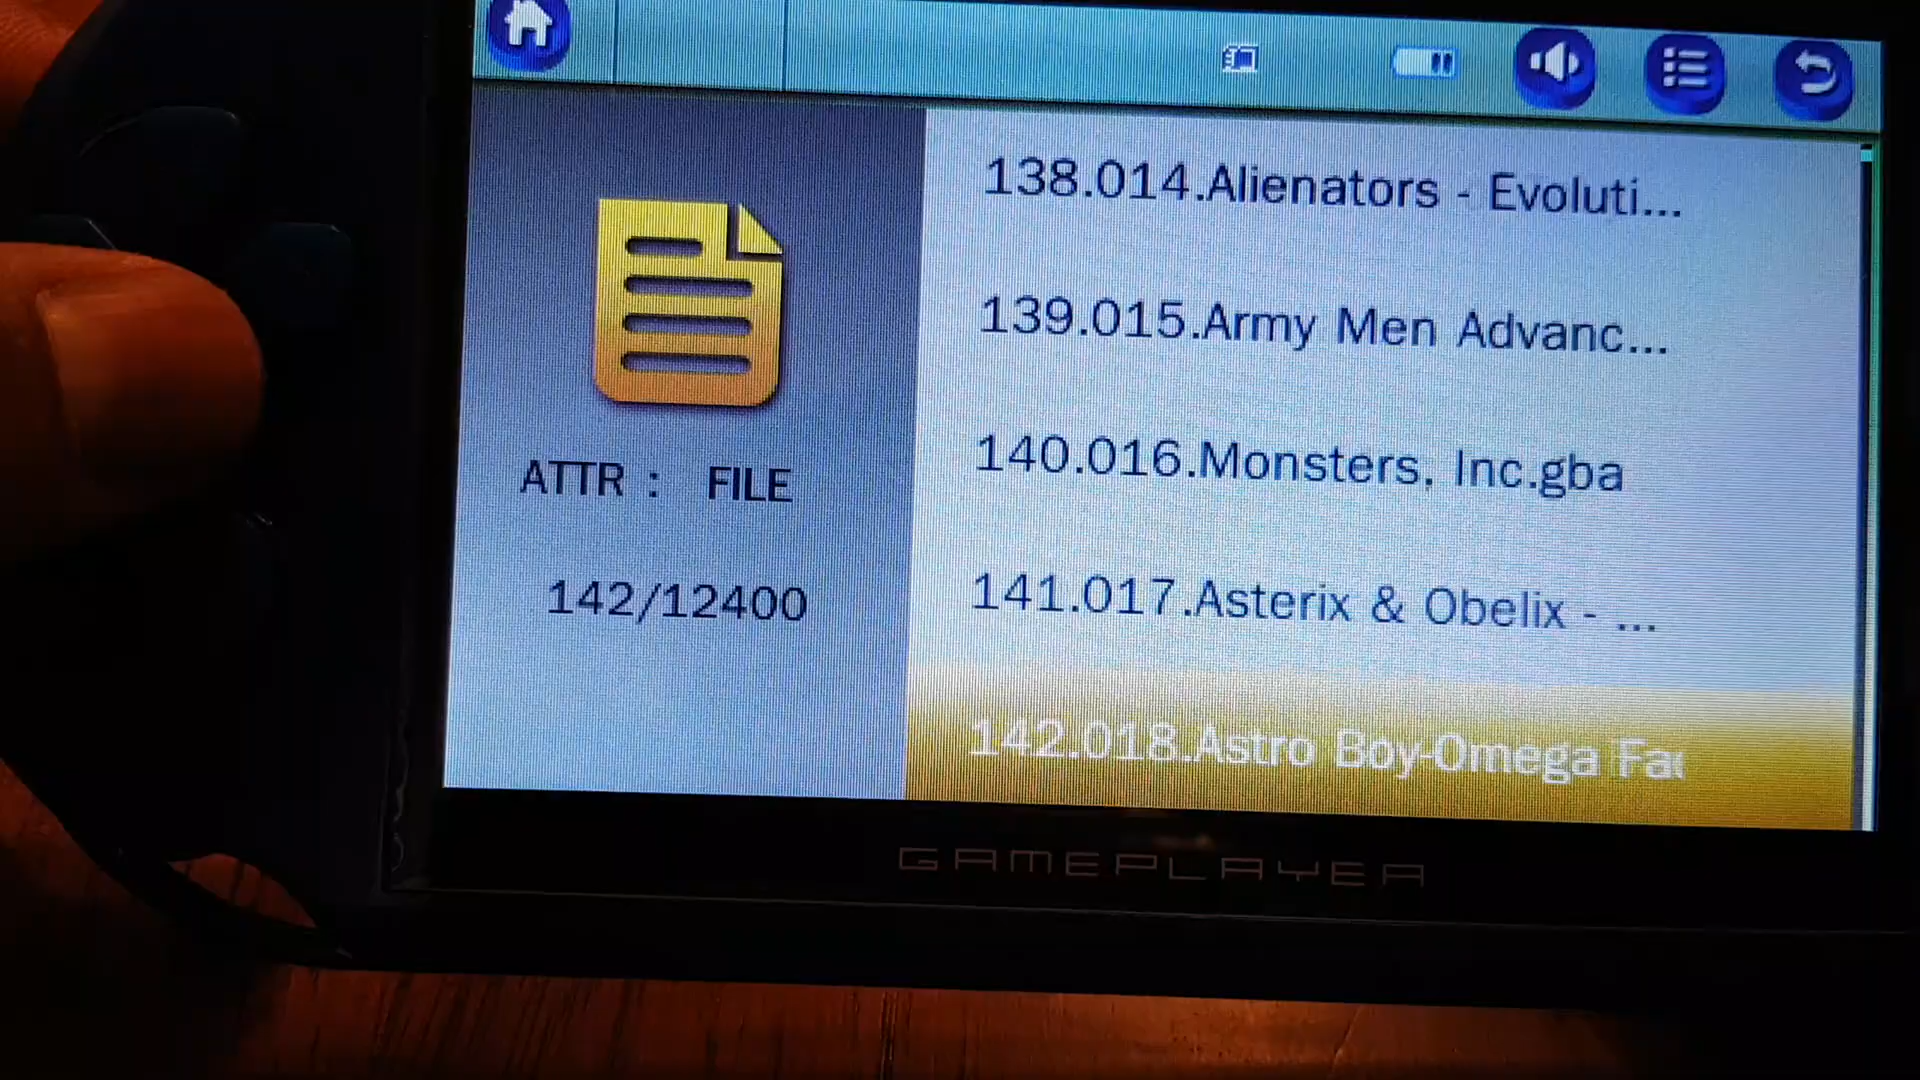 138.014.Alienators - Evoluti...
139.015.Army Men Advanc...
140.016.Monsters, Inc.gba
141.017.Asterix & Obelix - ...
142.018.Astro Boy-Omega Fac
ATTR : FILE
142/12400
GAMEPLAYER